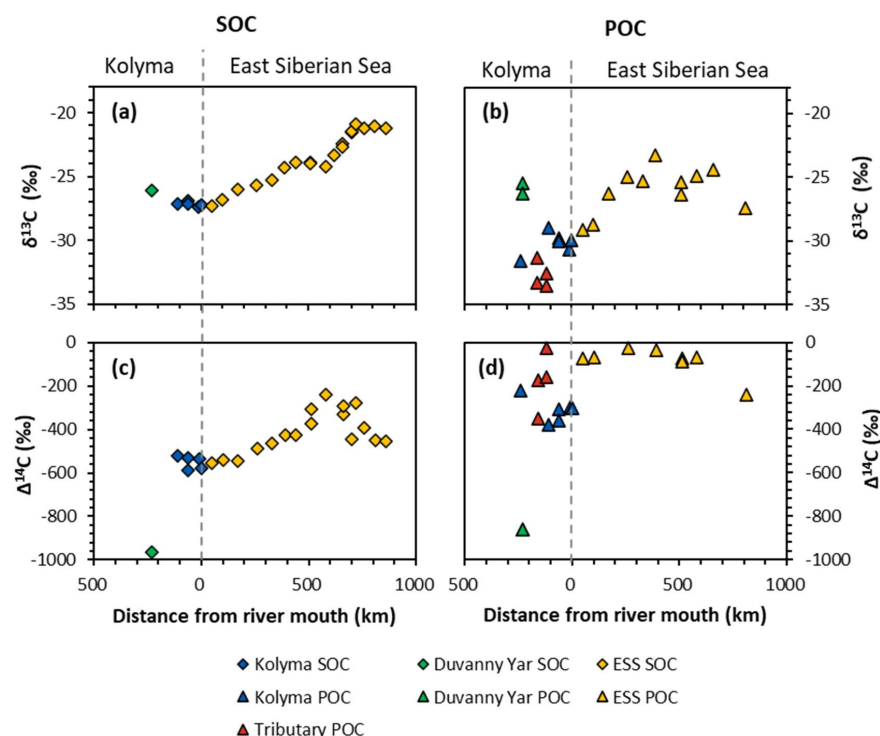 SOC POC
Kolyma East Siberian Sea Kolyma East Siberian Sea
(a) (b)
-20 -20
-25 -25
-30 -30
-35 -35
δ¹³C (‰) δ¹³C (‰)
(c) (d)
0 0
-200 -200
-400 -400
-600 -600
-800 -800
-1000 -1000
Δ¹⁴C (‰) Δ¹⁴C (‰)
500 0 500 1000 500 0 500 1000
Distance from river mouth (km) Distance from river mouth (km)
Kolyma SOC Duvanny Yar SOC ESS SOC
Kolyma POC Duvanny Yar POC ESS POC
Tributary POC